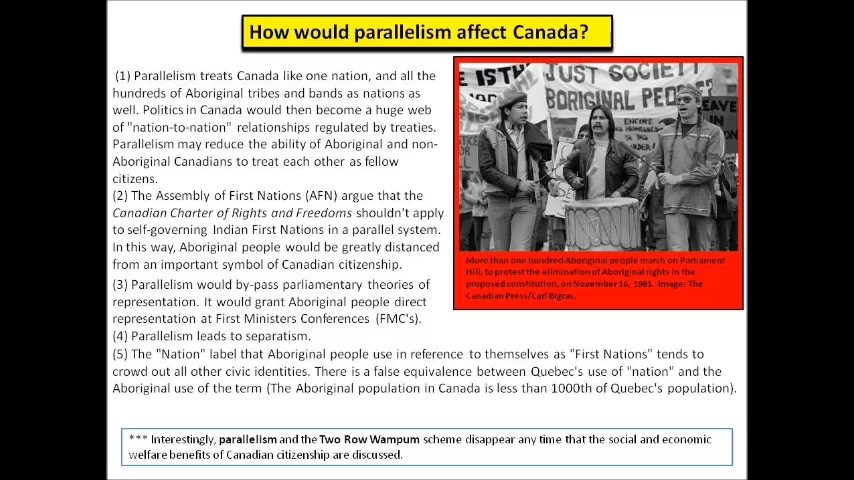 How would parallelism affect Canada?
(1) Parallelism treats Canada like one nation, and all the
hundreds of Aboriginal tribes and bands as nations as
well. Politics in Canada would then become a huge web
of "nation-to-nation" relationships regulated by treaties.
Parallelism may reduce the ability of Aboriginal and non-
Aboriginal Canadians to treat each other as fellow
citizens.
(2) The Assembly of First Nations (AFN) argue that the
Canadian Charter of Rights and Freedoms shouldn't apply
to self-governing Indian First Nations in a parallel system.
In this way, Aboriginal people would be greatly distanced
from an important symbol of Canadian citizenship.
(3) Parallelism would by-pass parliamentary theories of
representation. It would grant Aboriginal people direct
representation at First Ministers Conferences (FMC's).
(4) Parallelism leads to separatism.
(5) The "Nation" label that Aboriginal people use in reference to themselves as "First Nations" tends to
crowd out all other civic identities. There is a false equivalence between Quebec's use of "nation" and the
Aboriginal use of the term (The Aboriginal population in Canada is less than 1000th of Quebec's population).
E IS TH
JUST SOCIETY
BORIGINAL PEO
?
ENCORE
LEAVE
More than one hundred Aboriginal people marsh on Parliament
Hill, to protest the elimination of Aboriginal rights in the
proposed constitution, on November 16, 1981. Image: The
Canadian Press/Carl Bigras.
*** Interestingly, parallelism and the Two Row Wampum scheme disappear any time that the social and economic
welfare benefits of Canadian citizenship are discussed.